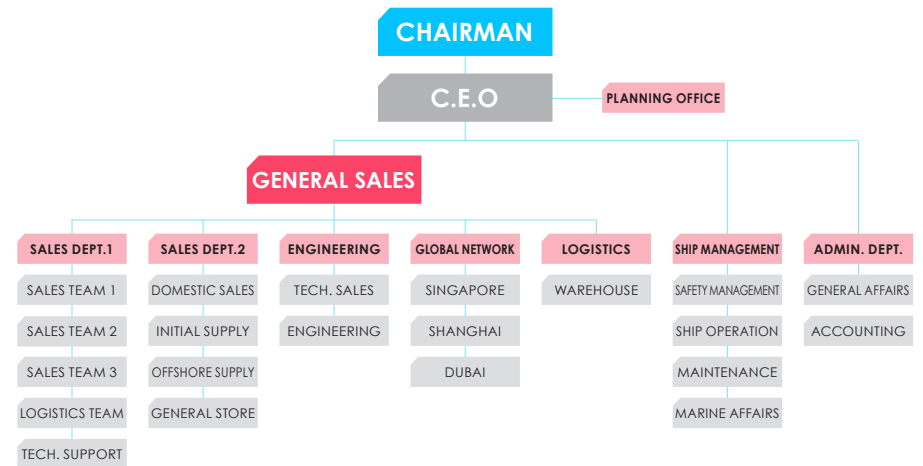 CHAIRMAN
C.E.O
PLANNING OFFICE
GENERAL SALES
SALES DEPT.1
SALES DEPT.2
ENGINEERING
GLOBAL NETWORK
LOGISTICS
SHIP MANAGEMENT
ADMIN. DEPT.
SALES TEAM 1
DOMESTIC SALES
TECH. SALES
SINGAPORE
WAREHOUSE
SAFETY MANAGEMENT
GENERAL AFFAIRS
SALES TEAM 2
INITIAL SUPPLY
ENGINEERING
SHANGHAI
SHIP OPERATION
ACCOUNTING
SALES TEAM 3
OFFSHORE SUPPLY
DUBAI
MAINTENANCE
LOGISTICS TEAM
GENERAL STORE
MARINE AFFAIRS
TECH. SUPPORT